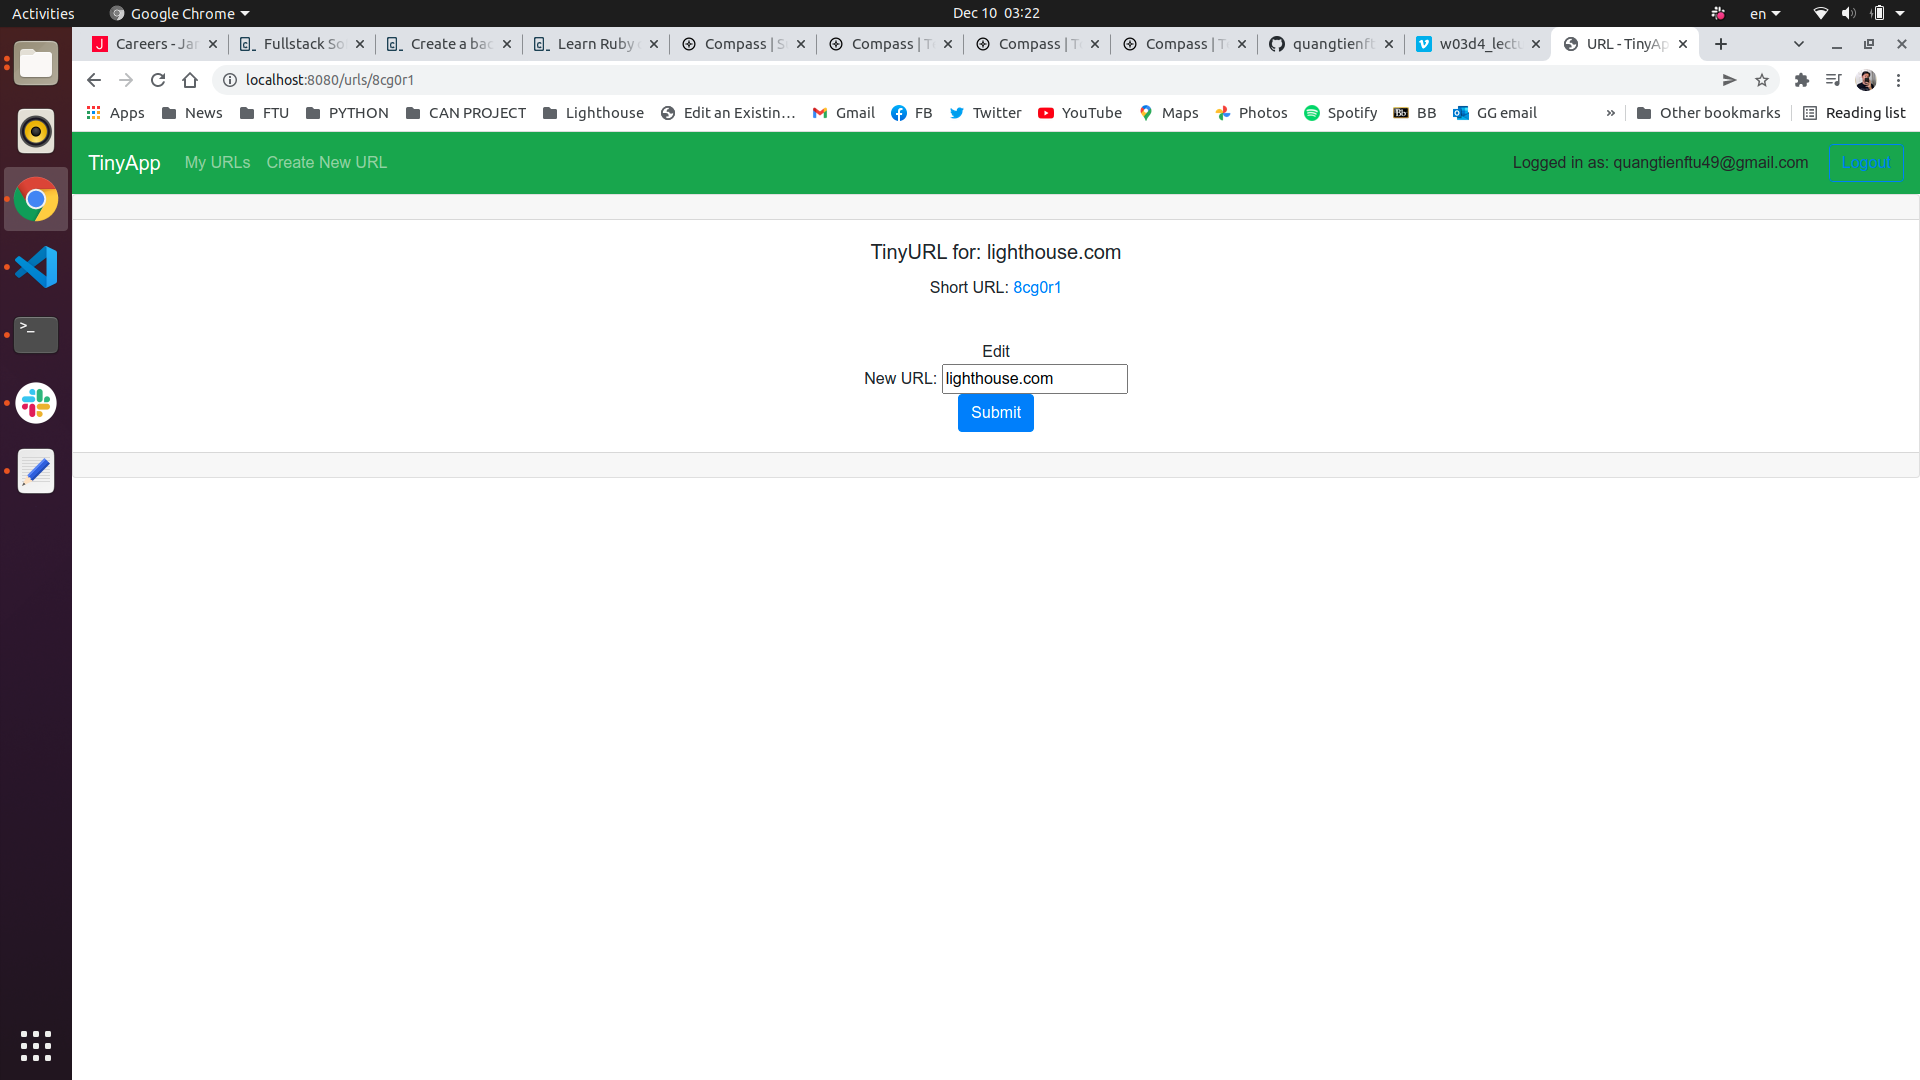 Activities Google Chrome Dec 10 03:22 en
Careers - Jar Fullstack So Create a bac Learn Ruby Compass | S Compass | T Compass | T Compass | T quangtienft w03d4_lectu URL - TinyAp
localhost:8080/urls/8cg0r1
Apps News FTU PYTHON CAN PROJECT Lighthouse Edit an Existin… Gmail FB Twitter YouTube Maps Photos Spotify BB GG email » Other bookmarks Reading list
TinyApp My URLs Create New URL Logged in as: quangtienftu49@gmail.com Logout
TinyURL for: lighthouse.com
Short URL: 8cg0r1
Edit
New URL: lighthouse.com
Submit